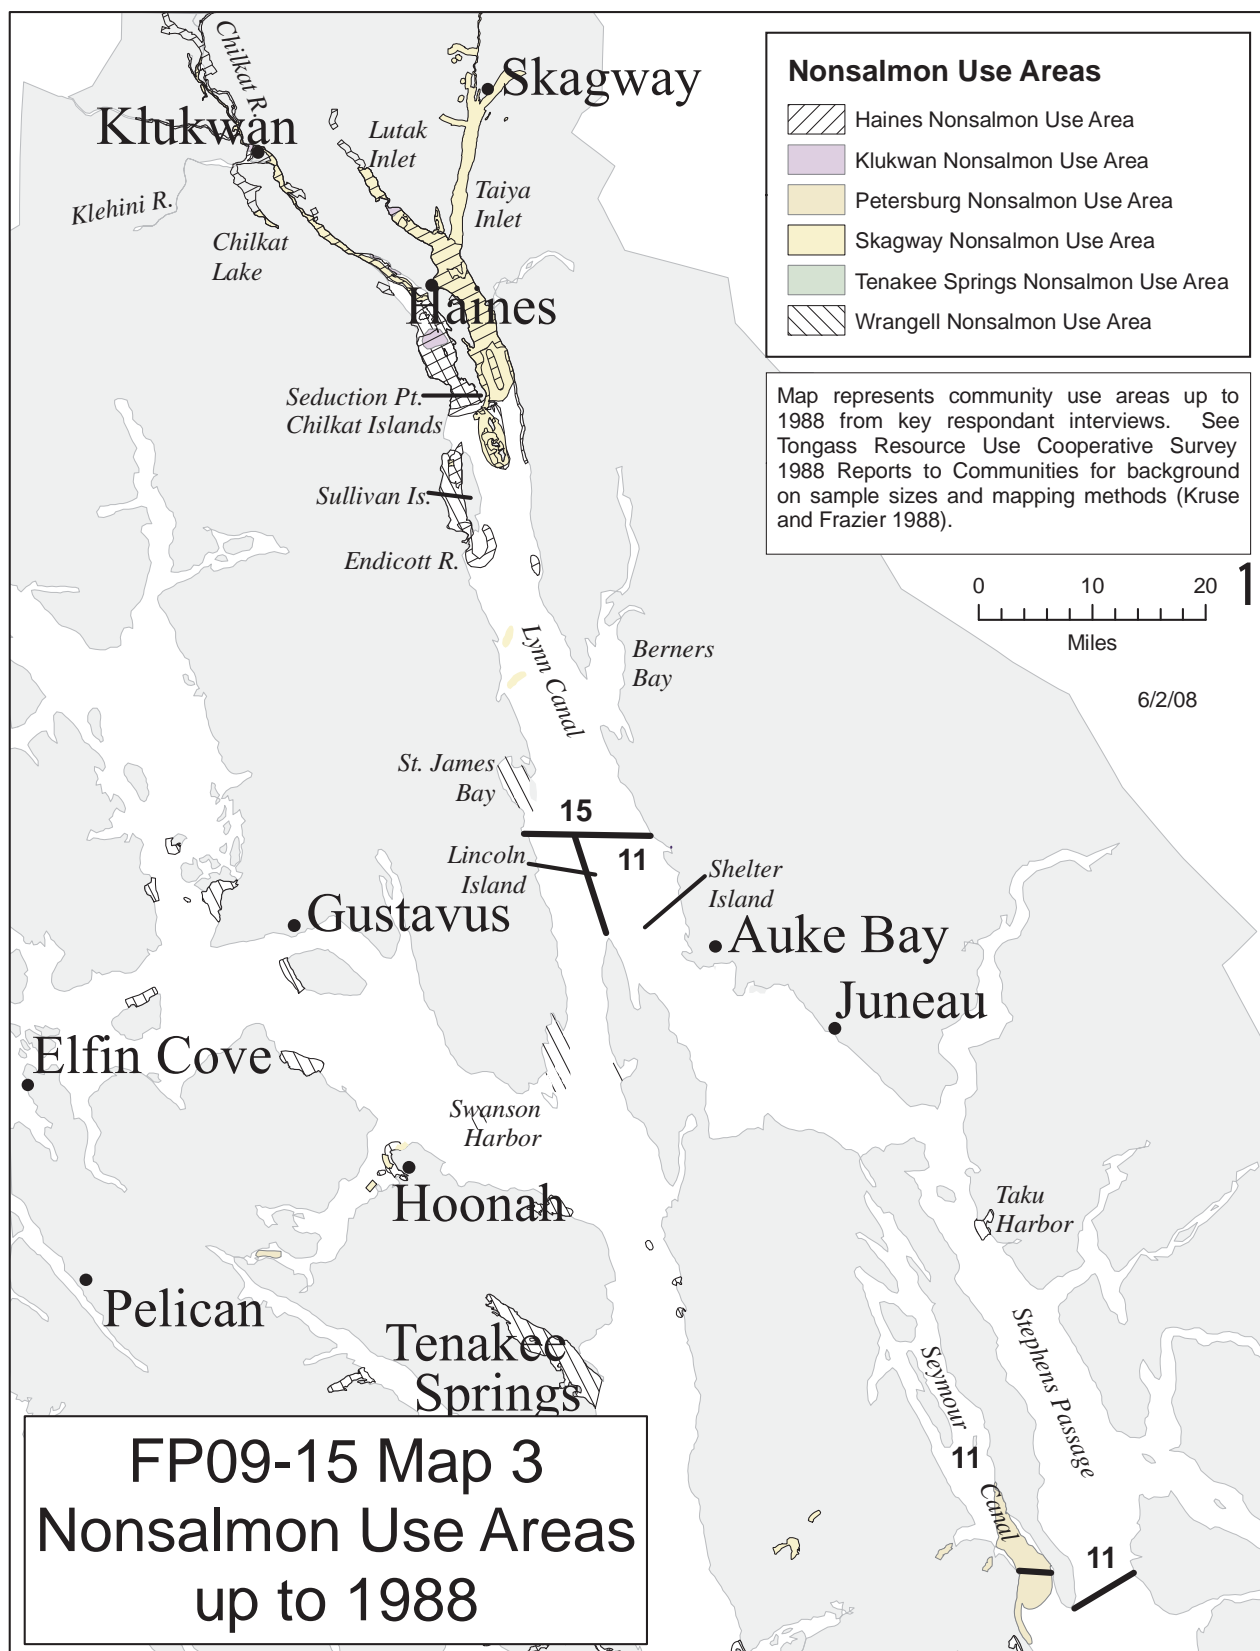 Chilkat R.
Skagway
Klukwan
Lutak
Inlet
Klehini R.
Taiya
Inlet
Chilkat
Lake
Haines
Seduction Pt.
Chilkat Islands
Sullivan Is.
Endicott R.
Nonsalmon Use Areas
Haines Nonsalmon Use Area
Klukwan Nonsalmon Use Area
Petersburg Nonsalmon Use Area
Skagway Nonsalmon Use Area
Tenakee Springs Nonsalmon Use Area
Wrangell Nonsalmon Use Area
Map represents community use areas up to
1988 from key respondant interviews. See
Tongass Resource Use Cooperative Survey
1988 Reports to Communities for background
on sample sizes and mapping methods (Kruse
and Frazier 1988).
0 10 20
Miles
1
6/2/08
Lynn Canal
Berners
Bay
St. James
Bay
15
11
Lincoln
Island
Shelter
Island
Gustavus
Auke Bay
Juneau
Elfin Cove
Swanson
Harbor
Hoonah
Taku
Harbor
Pelican
Tenakee
Springs
Stephens Passage
Seymour
11
Canal
11
FP09-15 Map 3
Nonsalmon Use Areas
up to 1988